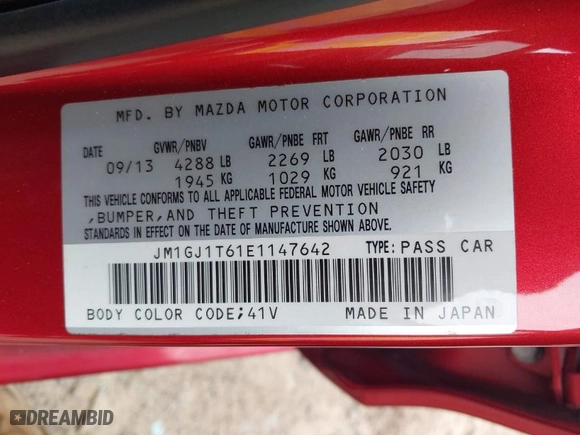 MFD. BY MAZDA MOTOR CORPORATION
DATE GVWR/PNBV GAWR/PNBE FRT GAWR/PNBE RR
09/13 4288 LB 2269 LB 2030 LB
1945 KG 1029 KG 921 KG
THIS VEHICLE CONFORMS TO ALL APPLICABLE FEDERAL MOTOR VEHICLE SAFETY
,BUMPER,AND THEFT PREVENTION
STANDARDS IN EFFECT ON THE DATE OF MANUFACTURE SHOWN ABOVE.
JM1GJ1T61E1147642 TYPE:PASS CAR
BODY COLOR CODE;41V MADE IN JAPAN
DREAMBID